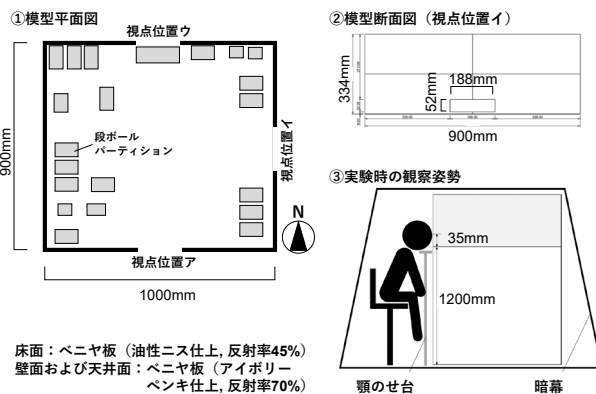 ①模型平面図
視点位置ウ
段ボール
パーティション
視点位置イ
視点位置ア
900mm
1000mm
N
床面：ベニヤ板（油性ニス仕上, 反射率45%）
壁面および天井面：ベニヤ板（アイボリー
ペンキ仕上, 反射率70%）
②模型断面図（視点位置イ）
334mm
52mm
188mm
900mm
③実験時の観察姿勢
35mm
1200mm
顎のせ台
暗幕